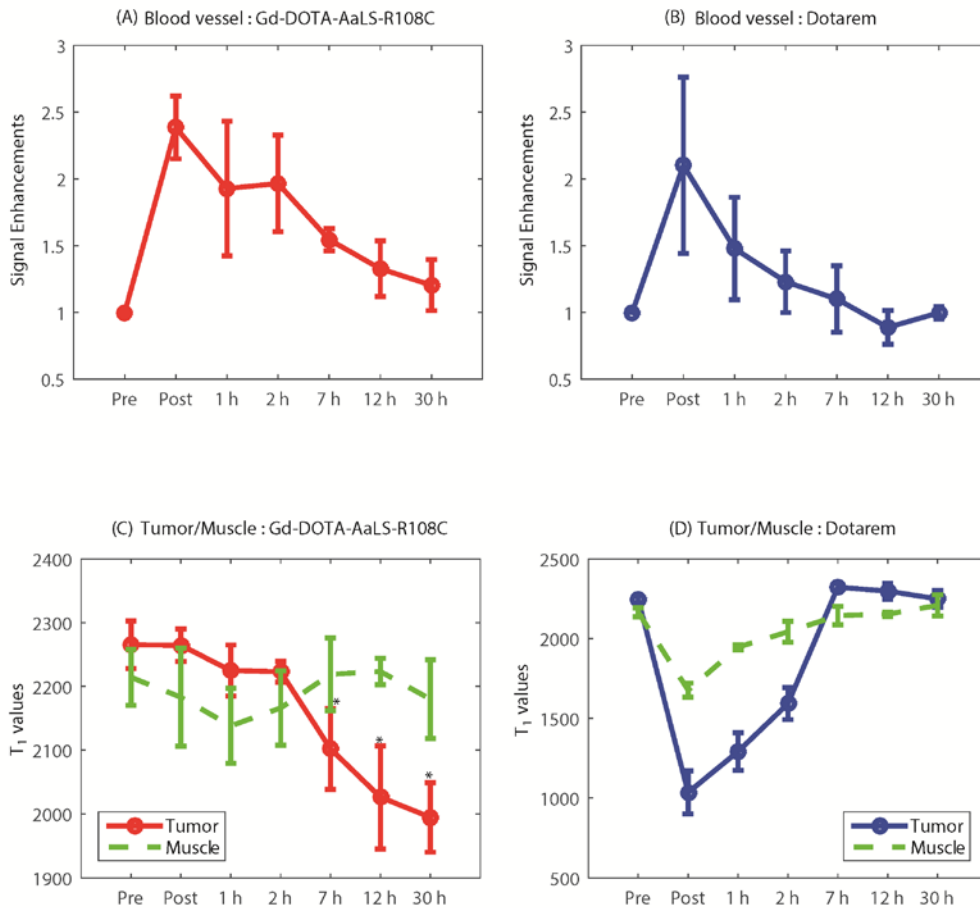 (A) Blood vessel : Gd-DOTA-AaLS-R108C
3
2.5
2
1.5
1
0.5
Signal Enhancements
Pre Post 1 h 2 h 7 h 12 h 30 h
(B) Blood vessel : Dotarem
3
2.5
2
1.5
1
0.5
Signal Enhancements
Pre Post 1 h 2 h 7 h 12 h 30 h
(C) Tumor/Muscle : Gd-DOTA-AaLS-R108C
2400
2300
2200
2100
2000
1900
T1 values
*
*
*
Tumor
Muscle
Pre Post 1 h 2 h 7 h 12 h 30 h
(D) Tumor/Muscle : Dotarem
2500
2000
1500
1000
500
T1 values
Tumor
Muscle
Pre Post 1 h 2 h 7 h 12 h 30 h